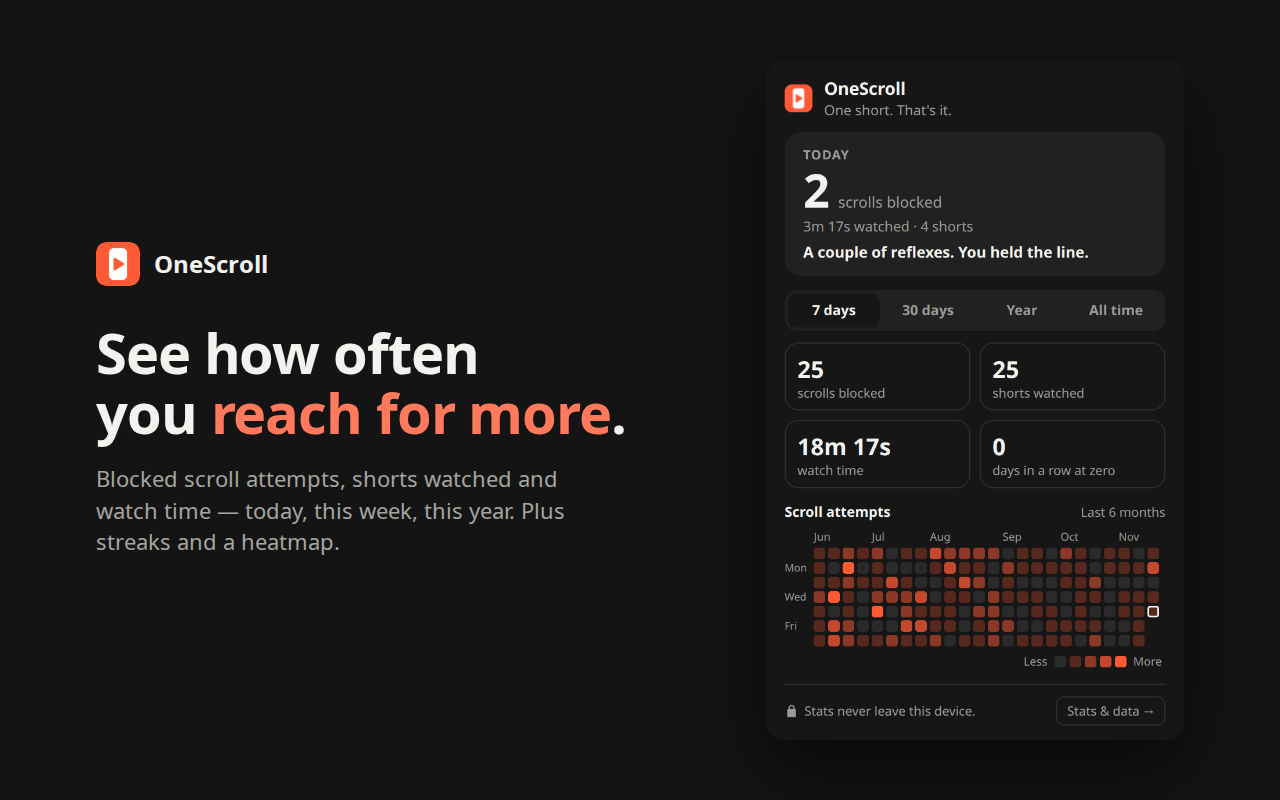 OneScroll
See how often
you reach for more.
Blocked scroll attempts, shorts watched and
watch time — today, this week, this year. Plus
streaks and a heatmap.
OneScroll
One short. That's it.
TODAY
2 scrolls blocked
3m 17s watched · 4 shorts
A couple of reflexes. You held the line.
7 days 30 days Year All time
25 25
scrolls blocked shorts watched
18m 17s 0
watch time days in a row at zero
Scroll attempts Last 6 months
Jun Jul Aug Sep Oct Nov
Mon
Wed
Fri
Less More
Stats never leave this device. Stats & data →